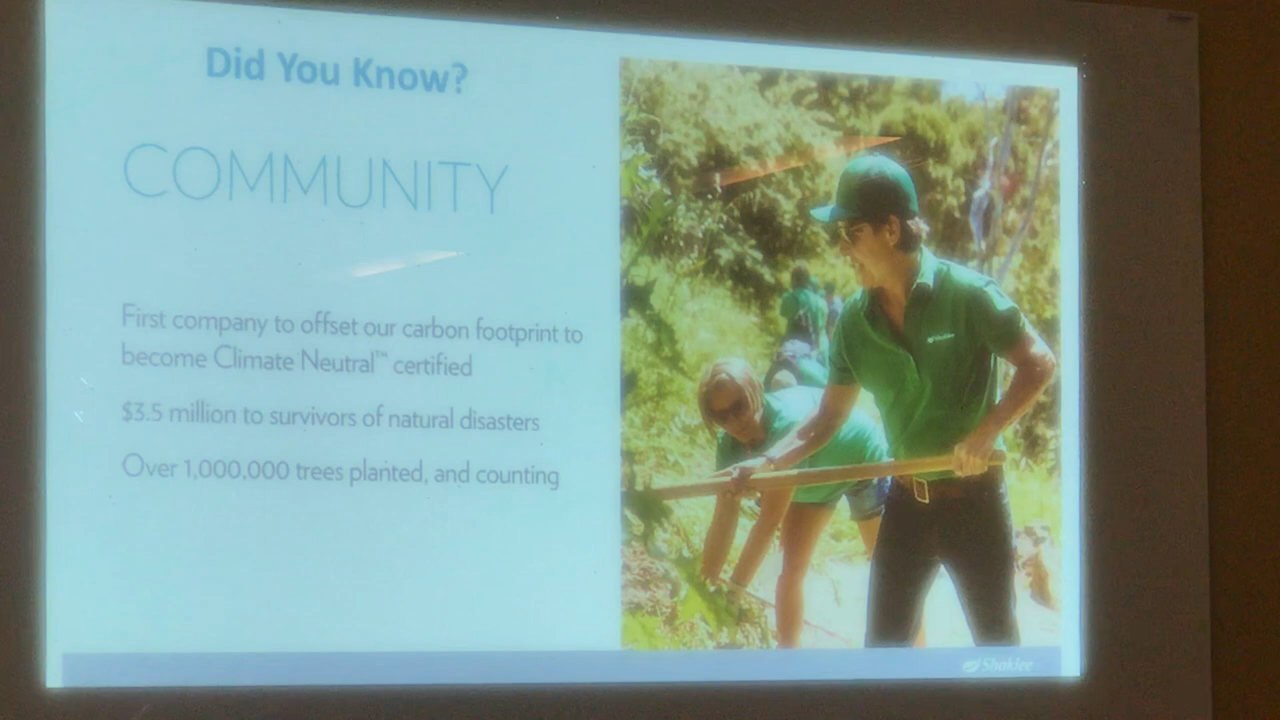 Did You Know?
COMMUNITY
First company to offset our carbon footprint to
become Climate Neutral™ certified
$3.5 million to survivors of natural disasters
Over 1,000,000 trees planted, and counting
Shaklee